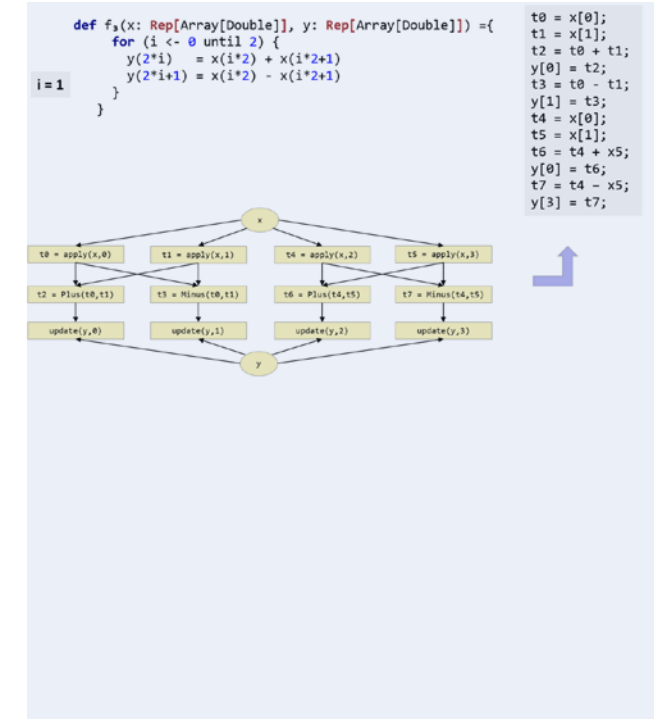 def f₃(x: Rep[Array[Double]], y: Rep[Array[Double]]) ={
for (i <- 0 until 2) {
y(2*i)   = x(i*2) + x(i*2+1)
y(2*i+1) = x(i*2) - x(i*2+1)
}
}
i = 1
t0 = x[0];
t1 = x[1];
t2 = t0 + t1;
y[0] = t2;
t3 = t0 - t1;
y[1] = t3;
t4 = x[0];
t5 = x[1];
t6 = t4 + x5;
y[0] = t6;
t7 = t4 – x5;
y[3] = t7;
x
t0 = apply(x,0)
t1 = apply(x,1)
t4 = apply(x,2)
t5 = apply(x,3)
t2 = Plus(t0,t1)
t3 = Minus(t0,t1)
t6 = Plus(t4,t5)
t7 = Minus(t4,t5)
update(y,0)
update(y,1)
update(y,2)
update(y,3)
y